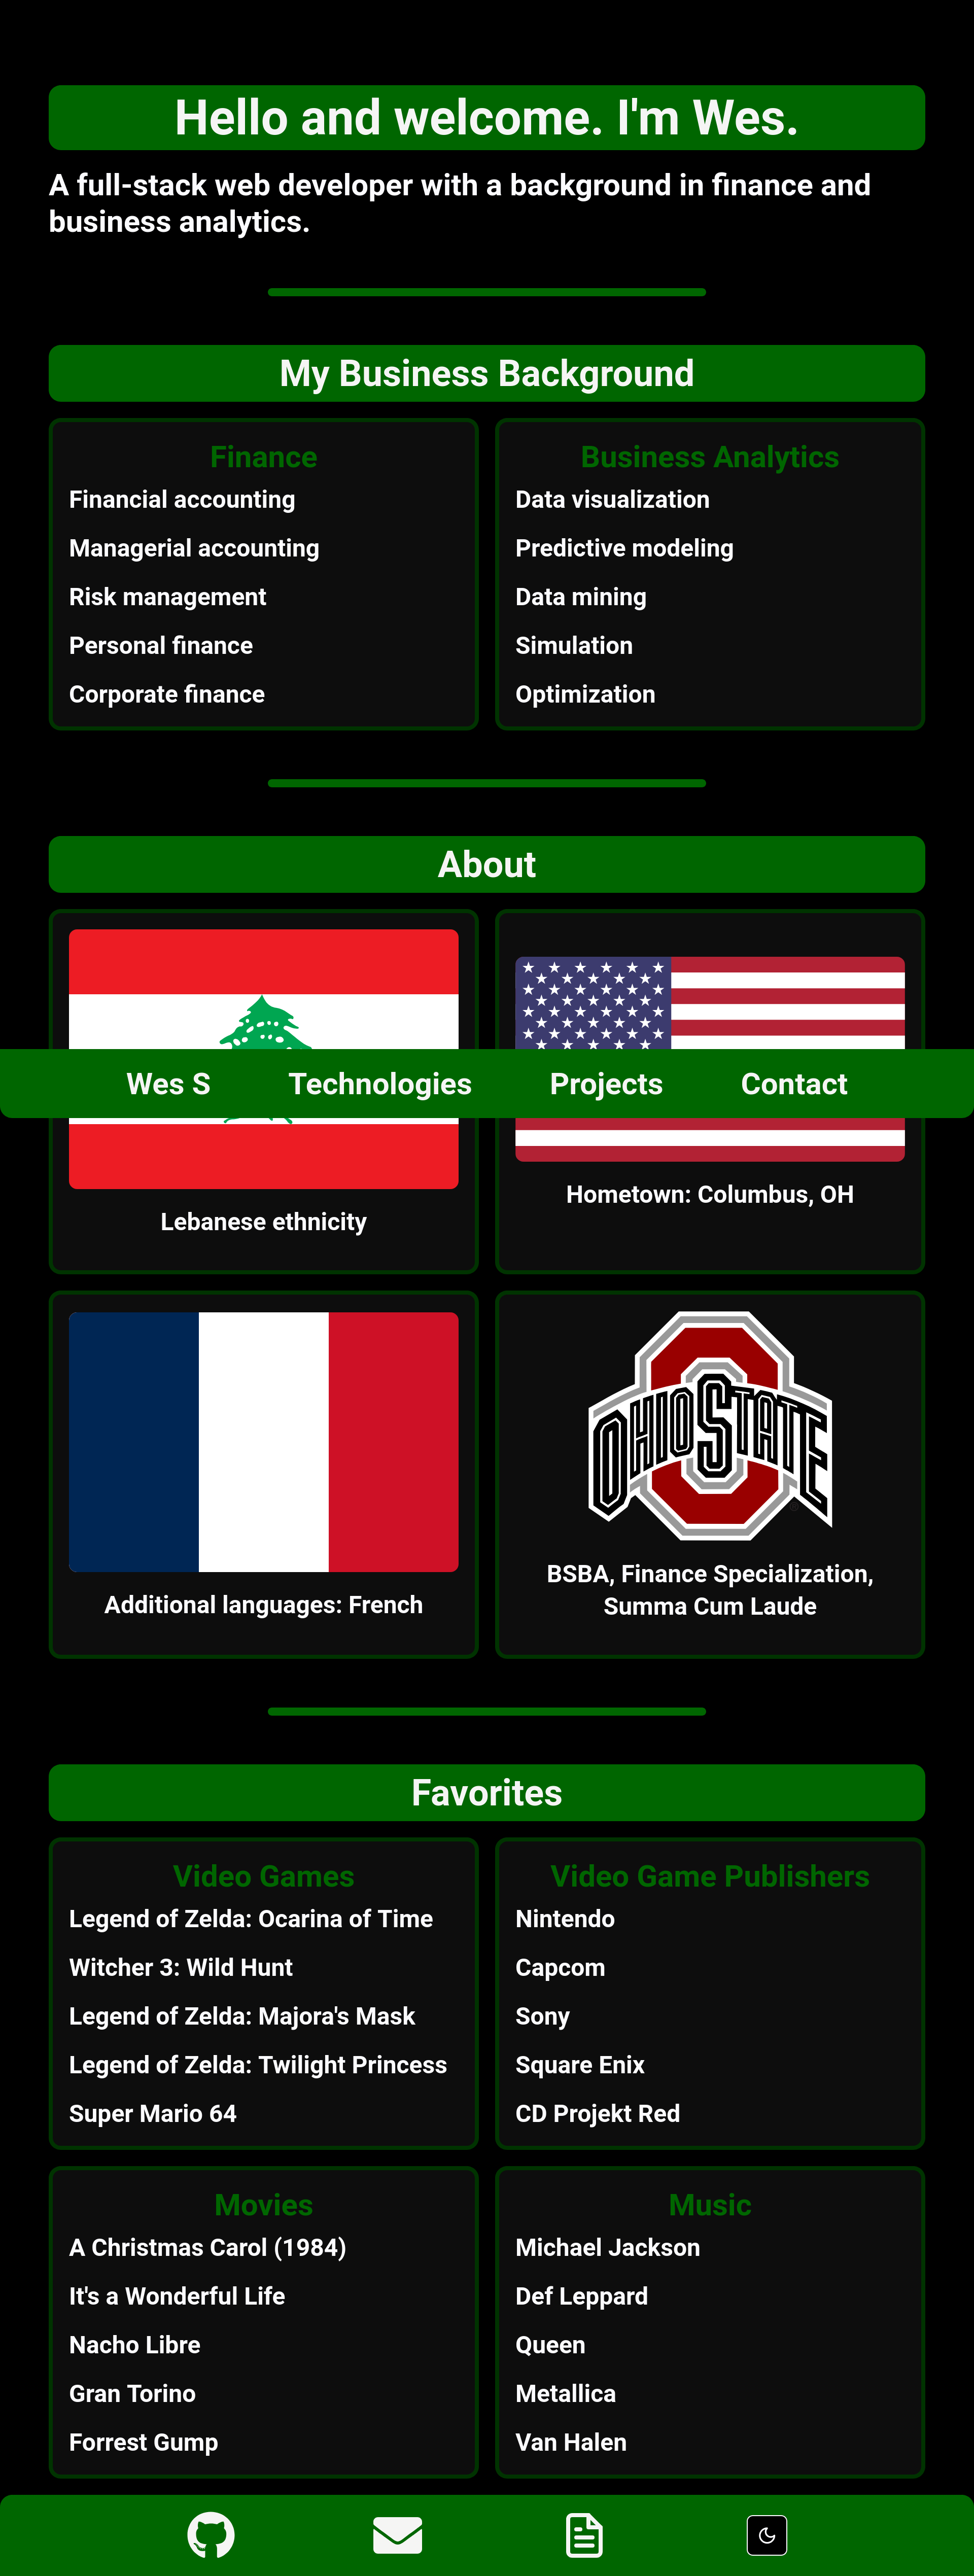 Hello and welcome. I'm Wes.
A full-stack web developer with a background in finance and
business analytics.
My Business Background
Finance
Financial accounting
Managerial accounting
Risk management
Personal finance
Corporate finance
Business Analytics
Data visualization
Predictive modeling
Data mining
Simulation
Optimization
About
Wes S
Technologies
Projects
Contact
Lebanese ethnicity
Hometown: Columbus, OH
Additional languages: French
OHIO STATE
BSBA, Finance Specialization,
Summa Cum Laude
Favorites
Video Games
Legend of Zelda: Ocarina of Time
Witcher 3: Wild Hunt
Legend of Zelda: Majora's Mask
Legend of Zelda: Twilight Princess
Super Mario 64
Video Game Publishers
Nintendo
Capcom
Sony
Square Enix
CD Projekt Red
Movies
A Christmas Carol (1984)
It's a Wonderful Life
Nacho Libre
Gran Torino
Forrest Gump
Music
Michael Jackson
Def Leppard
Queen
Metallica
Van Halen